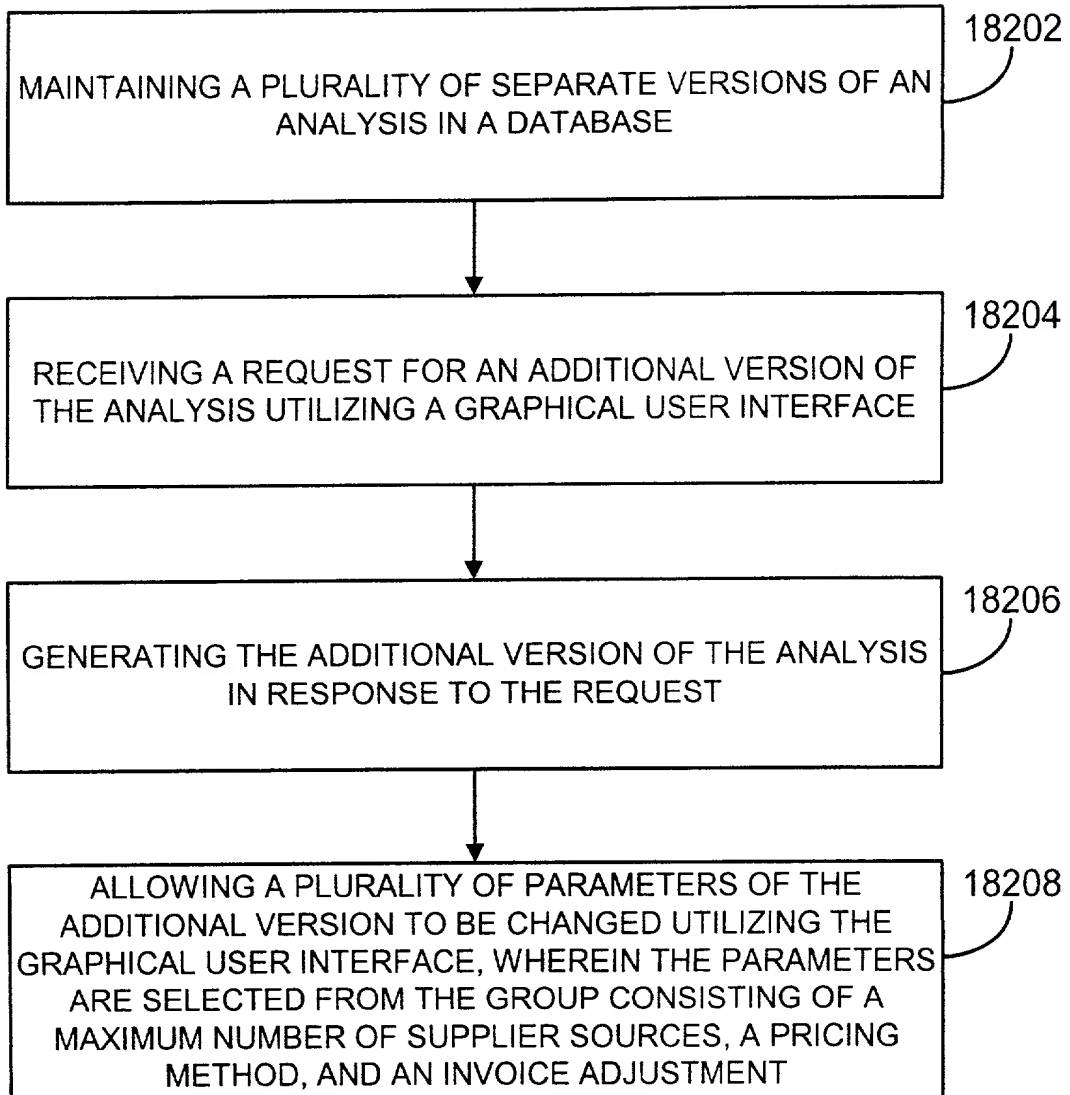 18202
MAINTAINING A PLURALITY OF SEPARATE VERSIONS OF AN
ANALYSIS IN A DATABASE
18204
RECEIVING A REQUEST FOR AN ADDITIONAL VERSION OF
THE ANALYSIS UTILIZING A GRAPHICAL USER INTERFACE
18206
GENERATING THE ADDITIONAL VERSION OF THE ANALYSIS
IN RESPONSE TO THE REQUEST
18208
ALLOWING A PLURALITY OF PARAMETERS OF THE
ADDITIONAL VERSION TO BE CHANGED UTILIZING THE
GRAPHICAL USER INTERFACE, WHEREIN THE PARAMETERS
ARE SELECTED FROM THE GROUP CONSISTING OF A
MAXIMUM NUMBER OF SUPPLIER SOURCES, A PRICING
METHOD, AND AN INVOICE ADJUSTMENT